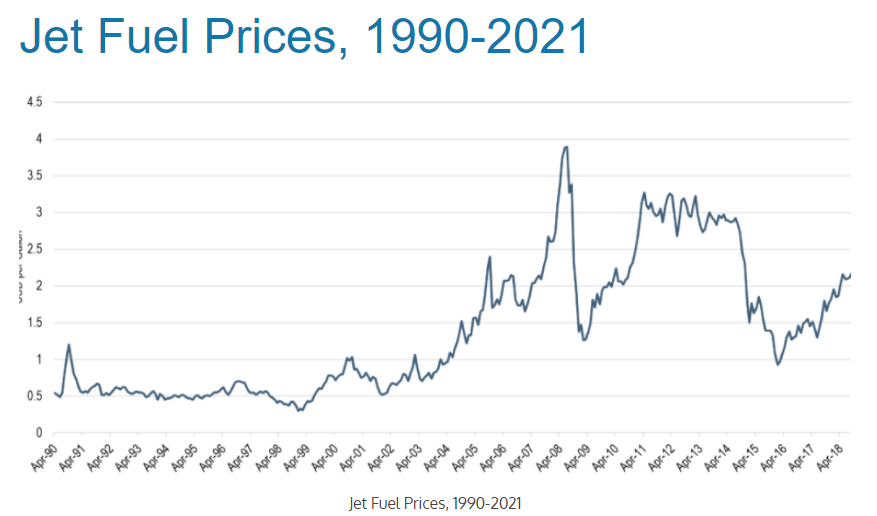 Jet Fuel Prices, 1990-2021
4.5
4
3.5
3
2.5
2
1.5
1
0.5
0
Apr-90
Apr-91
Apr-92
Apr-93
Apr-94
Apr-95
Apr-96
Apr-97
Apr-98
Apr-99
Apr-00
Apr-01
Apr-02
Apr-03
Apr-04
Apr-05
Apr-06
Apr-07
Apr-08
Apr-09
Apr-10
Apr-11
Apr-12
Apr-13
Apr-14
Apr-15
Apr-16
Apr-17
Apr-18
Jet Fuel Prices, 1990-2021